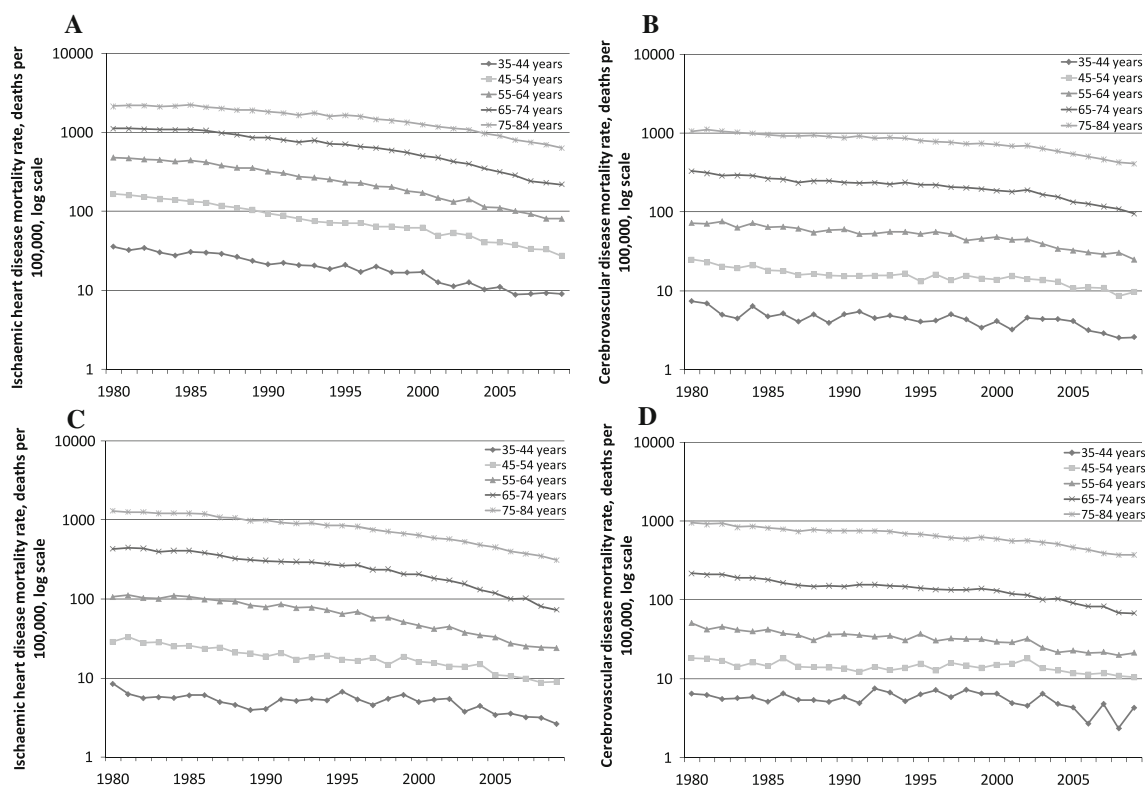 A
Ischaemic heart disease mortality rate, deaths per
100,000, log scale
10000
1000
100
10
1
35-44 years
45-54 years
55-64 years
65-74 years
75-84 years
1980 1985 1990 1995 2000 2005
B
Cerebrovascular disease mortality rate, deaths per
100,000, log scale
10000
1000
100
10
1
35-44 years
45-54 years
55-64 years
65-74 years
75-84 years
1980 1985 1990 1995 2000 2005
C
Ischaemic heart disease mortality rate, deaths per
100,000, log scale
10000
1000
100
10
1
35-44 years
45-54 years
55-64 years
65-74 years
75-84 years
1980 1985 1990 1995 2000 2005
D
Cerebrovascular disease mortality rate, deaths per
100,000, log scale
10000
1000
100
10
1
35-44 years
45-54 years
55-64 years
65-74 years
75-84 years
1980 1985 1990 1995 2000 2005